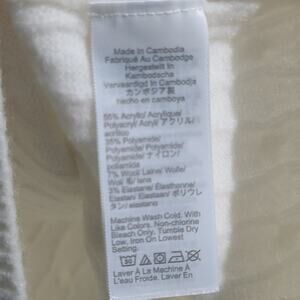 Made In Cambodia
Fabriqué Au Cambodge
Hergestellt In
Kambodscha
Vervaardigd In Cambodja
カンボジア製
hecho en camboya
55% Acrylic/ Acrylique/
Polyacryl/ Acryl/ アクリル/
acrílico
35% Polyamide/
Polyamide/ Polyamid/
Polyamide/ ナイロン/
poliamida
7% Wool/ Laine/ Wolle/
Wol/ 毛/ lana
3% Elastane/ Élasthanne/
Elastan/ Elastaan/ ポリウレ
タン/ elastano
Machine Wash Cold. With
Like Colors. Non-chlorine
Bleach Only. Tumble Dry
Low, Iron On Lowest
Setting.
Laver À La Machine À
L'eau Froide. Laver